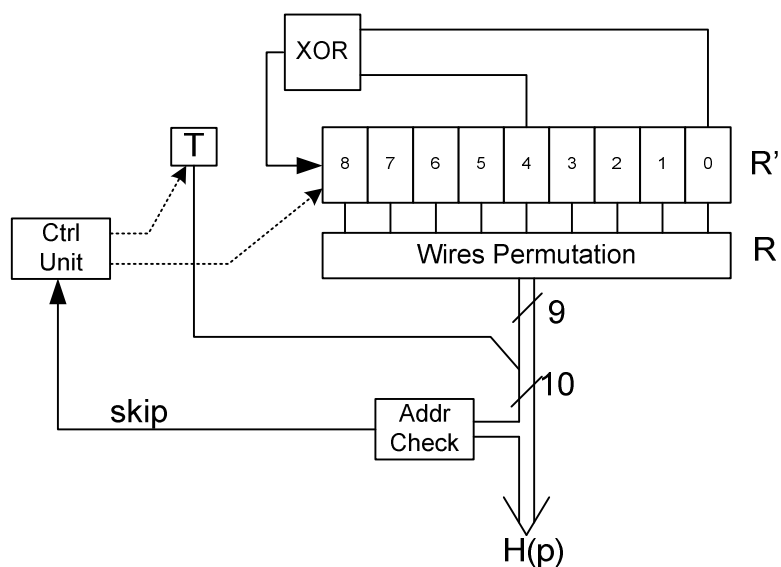 XOR
T
8 7 6 5 4 3 2 1 0
R’
Ctrl
Unit
Wires Permutation
R
9
10
skip
Addr
Check
H(p)